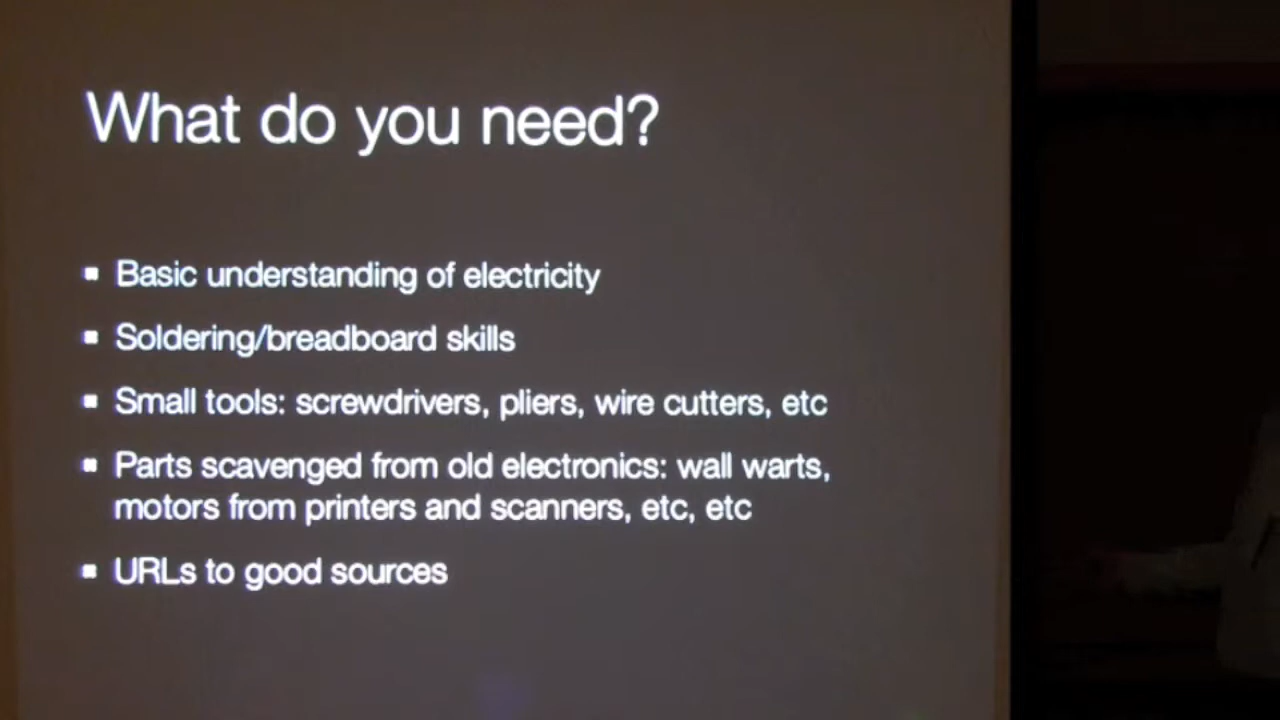 What do you need?
▪ Basic understanding of electricity
▪ Soldering/breadboard skills
▪ Small tools: screwdrivers, pliers, wire cutters, etc
▪ Parts scavenged from old electronics: wall warts,
motors from printers and scanners, etc, etc
▪ URLs to good sources